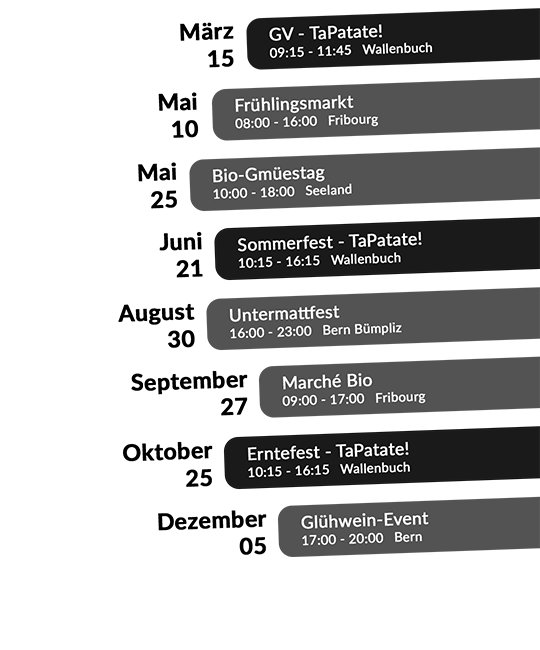 März
15
GV - TaPatate!
09:15 - 11:45 Wallenbuch
Mai
10
Frühlingsmarkt
08:00 - 16:00 Fribourg
Mai
25
Bio-Gmüestag
10:00 - 18:00 Seeland
Juni
21
Sommerfest - TaPatate!
10:15 - 16:15 Wallenbuch
August
30
Untermattfest
16:00 - 23:00 Bern Bümpliz
September
27
Marché Bio
09:00 - 17:00 Fribourg
Oktober
25
Erntefest - TaPatate!
10:15 - 16:15 Wallenbuch
Dezember
05
Glühwein-Event
17:00 - 20:00 Bern